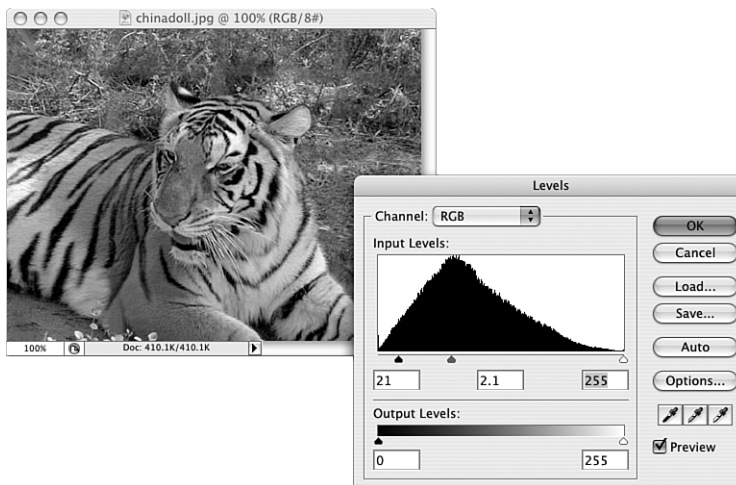 chinadoll.jpg @ 100% (RGB/8#)
100%
Doc: 410.1K/410.1K
Levels
Channel: RGB
Input Levels:
21 2.1 255
Output Levels:
0 255
OK
Cancel
Load...
Save...
Auto
Options...
Preview